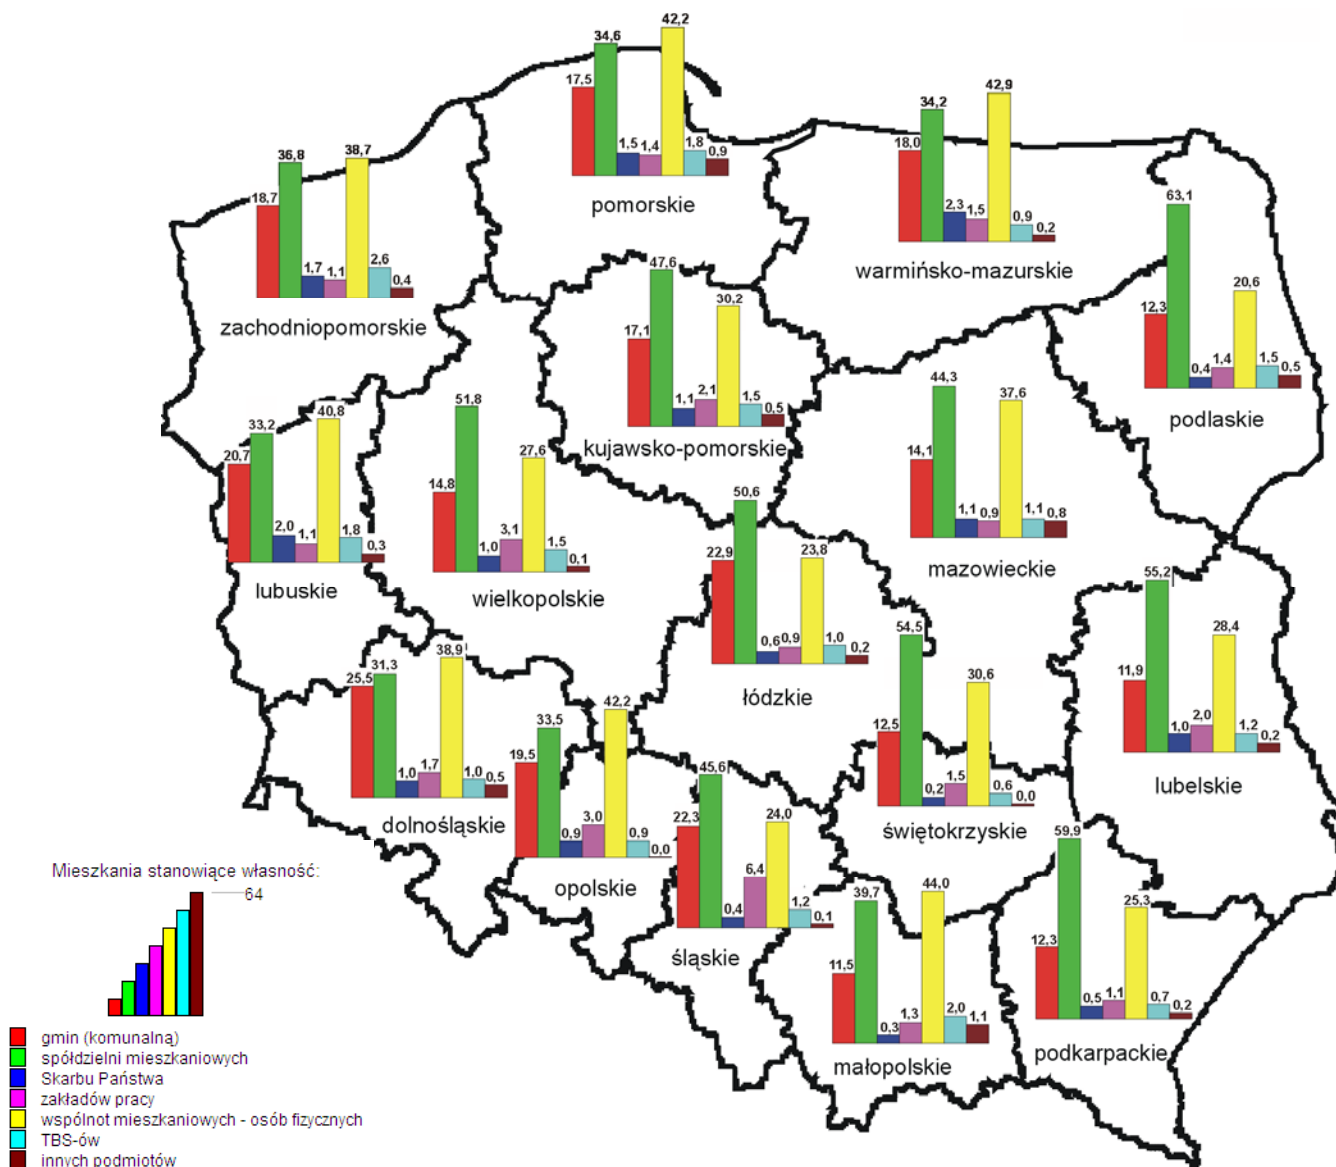 17,5 34,6 1,5 1,4 42,2 1,8 0,9
pomorskie
18,0 34,2 2,3 1,5 42,9 0,9 0,2
warmińsko-mazurskie
18,7 36,8 1,7 1,1 38,7 2,6 0,4
zachodniopomorskie
12,3 63,1 0,4 1,4 20,6 1,5 0,5
podlaskie
17,1 47,6 1,1 2,1 30,2 1,5 0,5
kujawsko-pomorskie
14,1 44,3 1,1 0,9 37,6 1,1 0,8
mazowieckie
20,7 33,2 2,0 1,1 40,8 1,8 0,3
lubuskie
14,8 51,8 1,0 3,1 27,6 1,5 0,1
wielkopolskie
22,9 50,6 0,6 0,9 23,8 1,0 0,2
łódzkie
11,9 55,2 1,0 2,0 28,4 1,2 0,2
lubelskie
25,5 31,3 1,0 1,7 38,9 1,0 0,5
dolnośląskie
19,5 33,5 0,9 3,0 42,2 0,9 0,0
opolskie
12,5 54,5 0,2 1,5 30,6 0,6 0,0
świętokrzyskie
22,3 45,6 0,4 6,4 24,0 1,2 0,1
śląskie
11,5 39,7 0,3 1,3 44,0 2,0 1,1
małopolskie
12,3 59,9 0,5 1,1 25,3 0,7 0,2
podkarpackie
Mieszkania stanowiące własność:
64
gmin (komunalną)
spółdzielni mieszkaniowych
Skarbu Państwa
zakładów pracy
wspólnot mieszkaniowych - osób fizycznych
TBS-ów
innych podmiotów